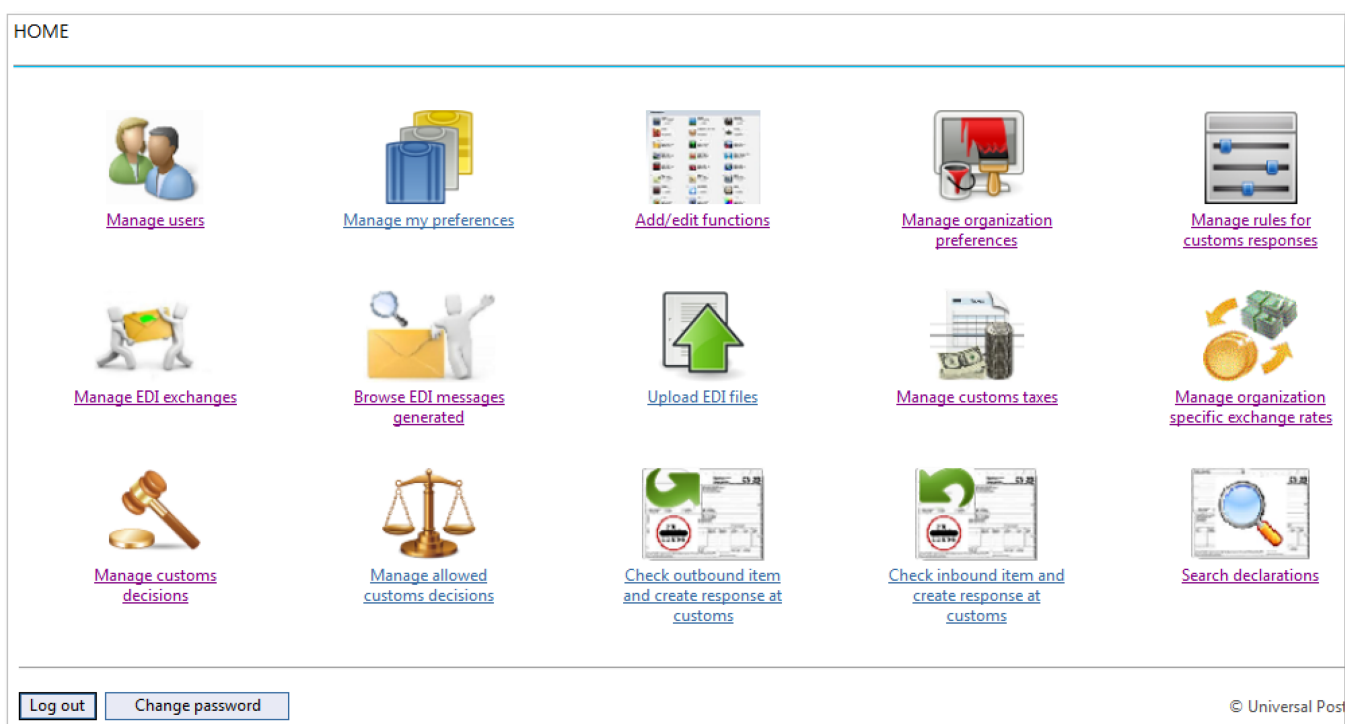 HOME
Manage users
Manage my preferences
Add/edit functions
Manage organization
preferences
Manage rules for
customs responses
Manage EDI exchanges
Browse EDI messages
generated
Upload EDI files
Manage customs taxes
Manage organization
specific exchange rates
Manage customs
decisions
Manage allowed
customs decisions
Check outbound item
and create response at
customs
Check inbound item and
create response at
customs
Search declarations
Log out
Change password
© Universal Post